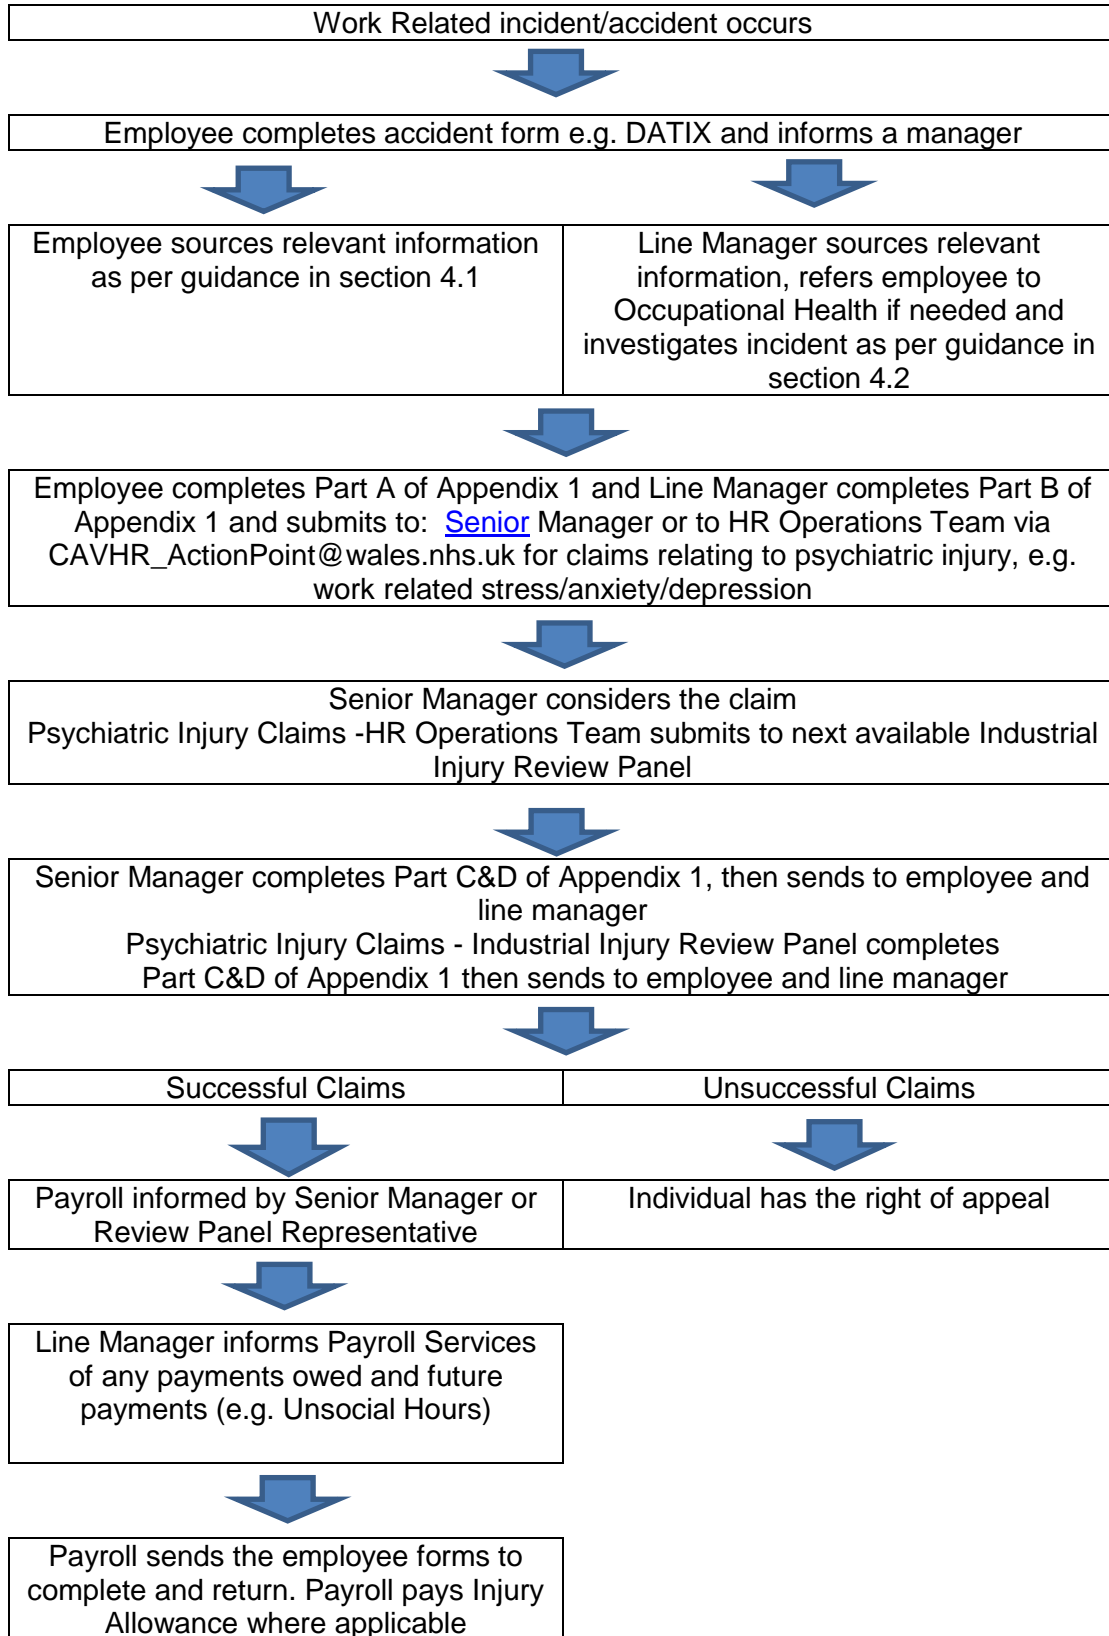 Work Related incident/accident occurs
Employee completes accident form e.g. DATIX and informs a manager
Employee sources relevant information
as per guidance in section 4.1
Line Manager sources relevant
information, refers employee to
Occupational Health if needed and
investigates incident as per guidance in
section 4.2
Employee completes Part A of Appendix 1 and Line Manager completes Part B of
Appendix 1 and submits to: Senior Manager or to HR Operations Team via
CAVHR_ActionPoint@wales.nhs.uk for claims relating to psychiatric injury, e.g.
work related stress/anxiety/depression
Senior Manager considers the claim
Psychiatric Injury Claims -HR Operations Team submits to next available Industrial
Injury Review Panel
Senior Manager completes Part C&D of Appendix 1, then sends to employee and
line manager
Psychiatric Injury Claims - Industrial Injury Review Panel completes
Part C&D of Appendix 1 then sends to employee and line manager
Successful Claims
Unsuccessful Claims
Payroll informed by Senior Manager or
Review Panel Representative
Individual has the right of appeal
Line Manager informs Payroll Services
of any payments owed and future
payments (e.g. Unsocial Hours)
Payroll sends the employee forms to
complete and return. Payroll pays Injury
Allowance where applicable